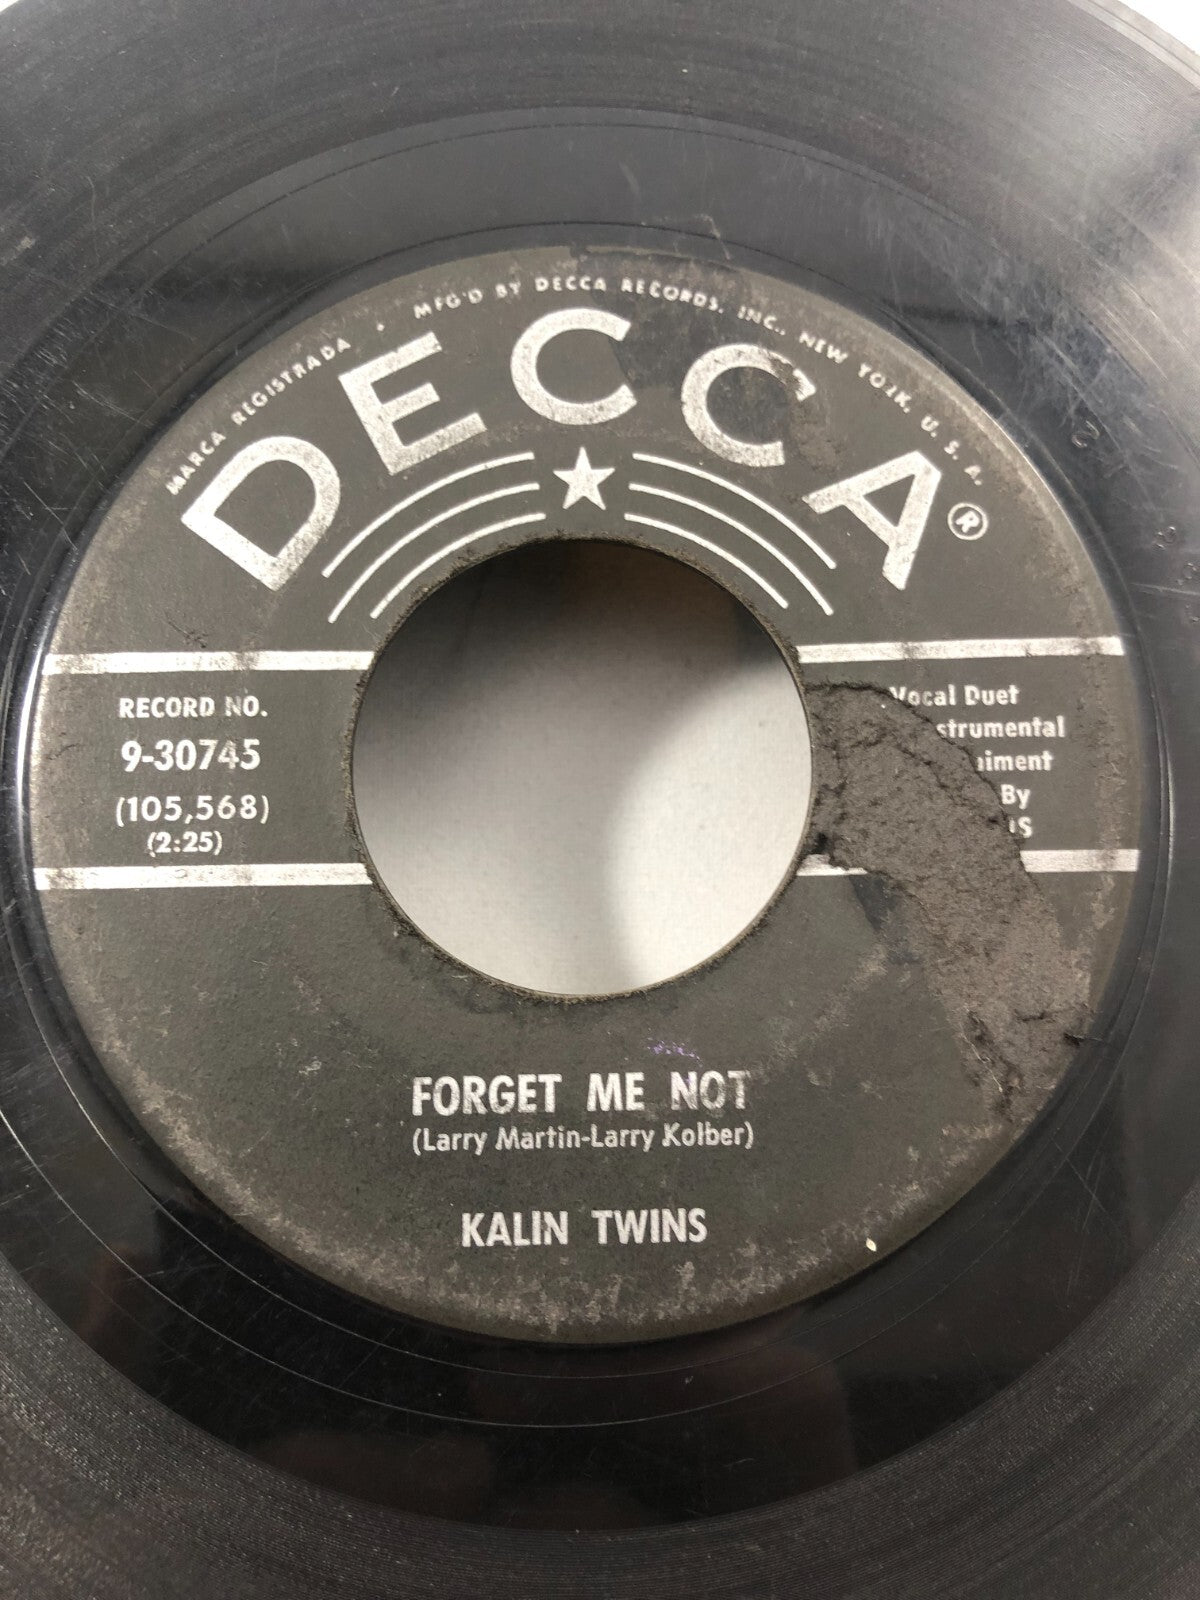 MARCA REGISTRADA • MFG'D BY DECCA RECORDS, INC., NEW YORK, U. S. A.
DECCA®
RECORD NO.
9-30745
(105,568)
(2:25)
Vocal Duet
By
FORGET ME NOT
(Larry Martin-Larry Kolber)
KALIN TWINS